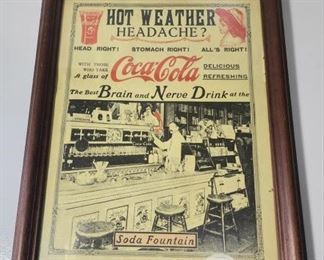 HOT WEATHER
HEADACHE?
HEAD RIGHT! STOMACH RIGHT! ALL'S RIGHT!
WITH THOSE
WHO TAKE
A glass of
Coca-Cola
DELICIOUS
REFRESHING
The Best Brain and Nerve Drink at the
Soda Fountain